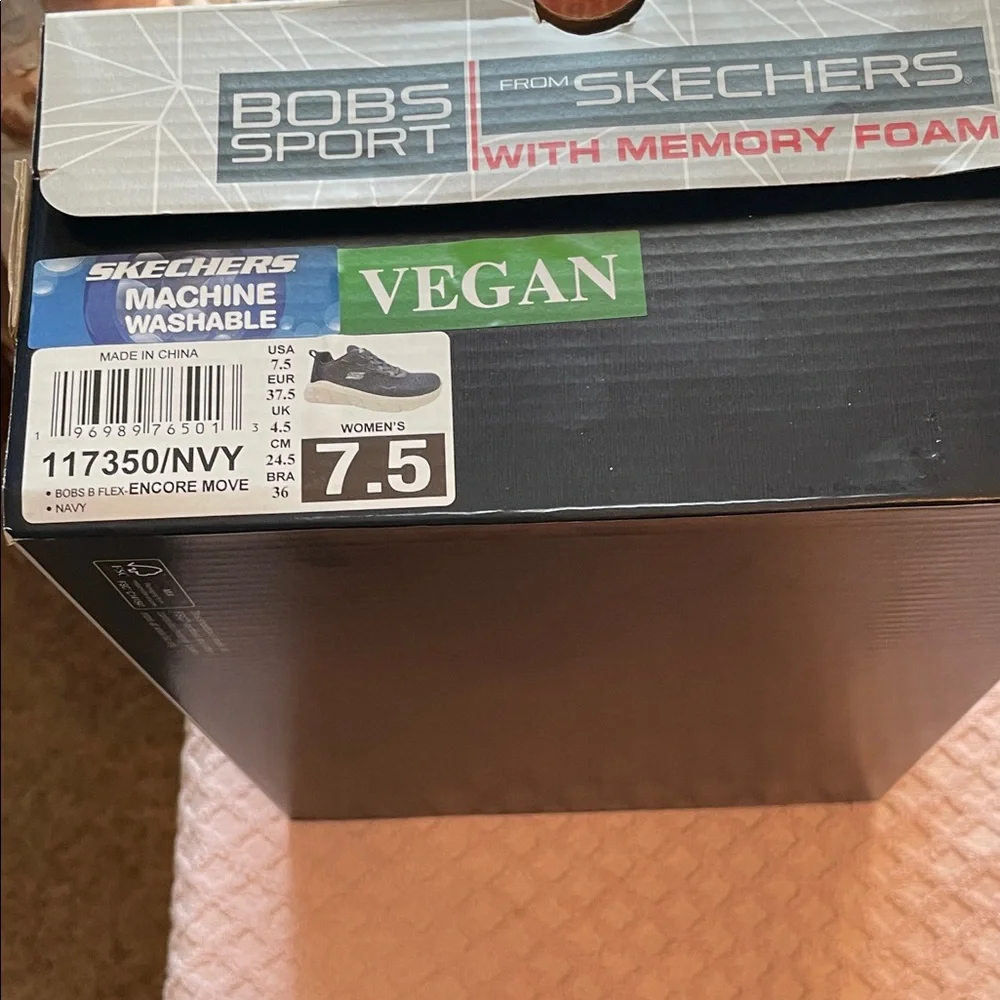 BOBS
SPORT
FROM SKECHERS
WITH MEMORY FOAM
SKECHERS
MACHINE
WASHABLE
VEGAN
MADE IN CHINA
1 96989 76501 3
117350/NVY
• BOBS B FLEX-ENCORE MOVE
• NAVY
USA
7.5
EUR
37.5
UK
4.5
CM
24.5
BRA
36
WOMEN'S
7.5
FSC
MIX